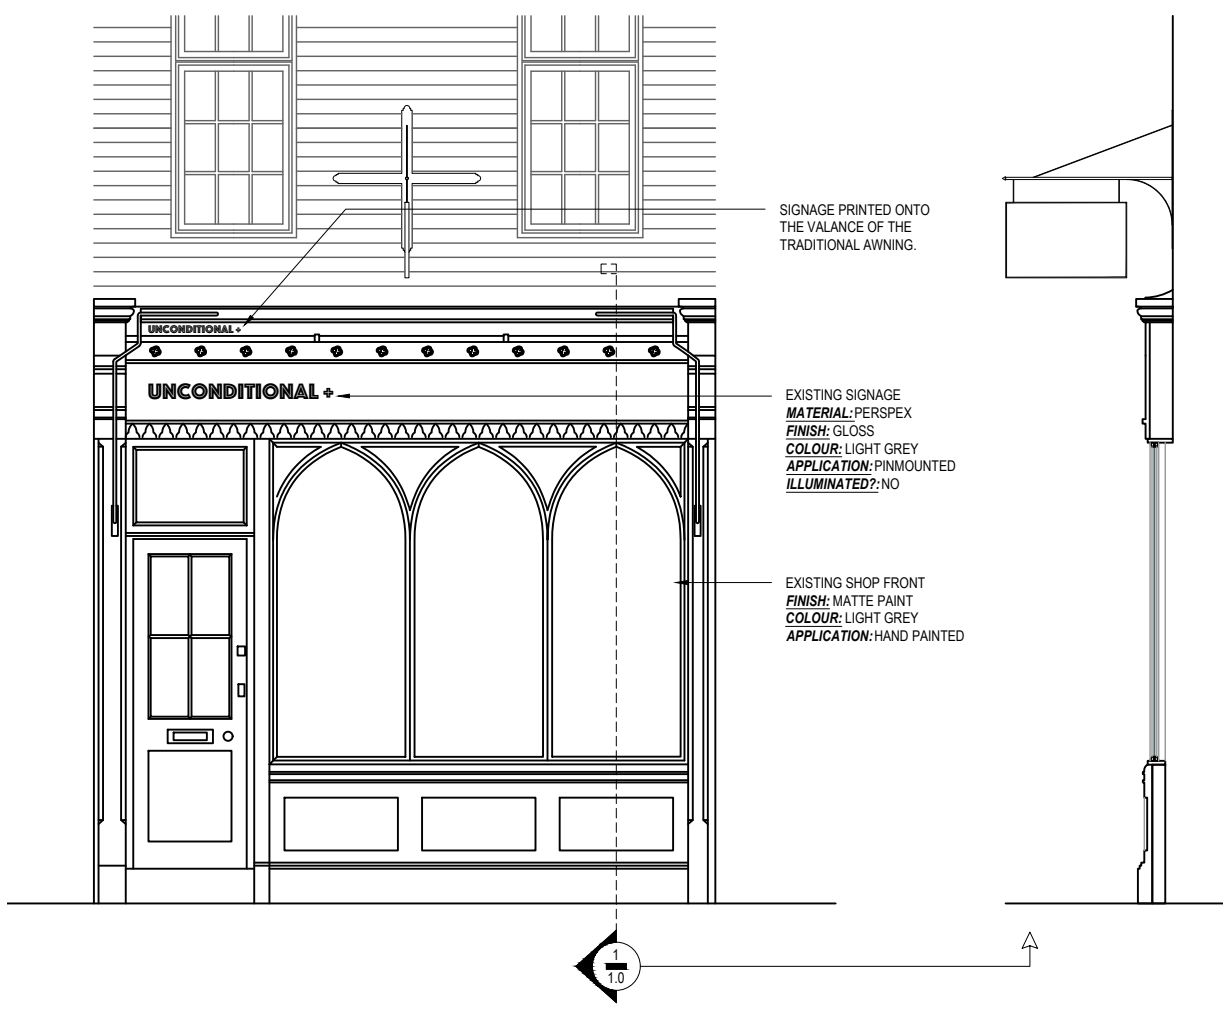 SIGNAGE PRINTED ONTO
THE VALANCE OF THE
TRADITIONAL AWNING.
UNCONDITIONAL +
UNCONDITIONAL +
EXISTING SIGNAGE
MATERIAL: PERSPEX
FINISH: GLOSS
COLOUR: LIGHT GREY
APPLICATION: PINMOUNTED
ILLUMINATED?: NO
EXISTING SHOP FRONT
FINISH: MATTE PAINT
COLOUR: LIGHT GREY
APPLICATION: HAND PAINTED
1
1.0